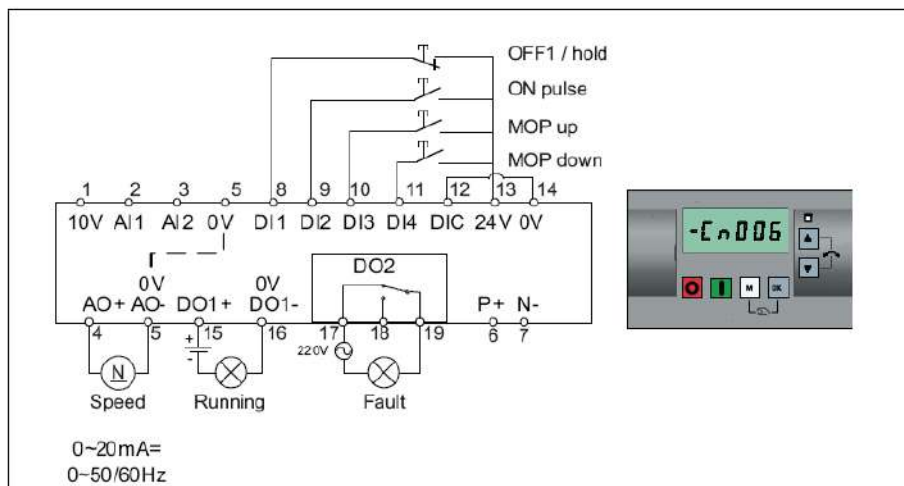 OFF1 / hold
ON pulse
MOP up
MOP down
1 2 3 5 8 9 10 11 12 13 14
10V AI1 AI2 0V DI1 DI2 DI3 DI4 DIC 24V 0V
-Cn006
DO2
0V 0V
AO+ AO- DO1+ DO1- P+ N-
4 5 15 16 17 18 19 6 7
+
-
220V
M OK
N
Speed Running Fault
0~20mA=
0~50/60Hz